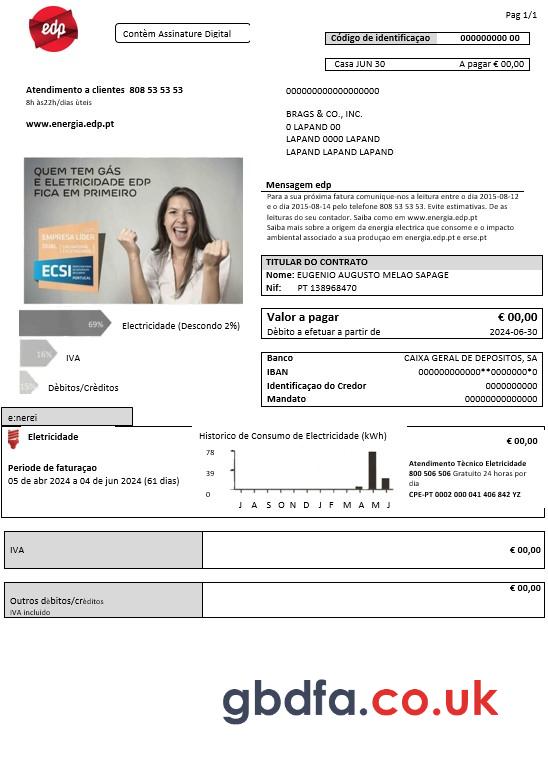 Pag 1/1
edp
Contêm Assinature Digital
Código de identificaçao 000000000 00
Casa JUN 30 A pagar € 00,00
Atendimento a clientes 808 53 53 53
8h às22h/dias ùteis
www.energia.edp.pt
0000000000000000000
BRAGS & CO., INC.
0 LAPAND 00
LAPAND 0000 LAPAND
LAPAND LAPAND LAPAND
QUEM TEM GÁS
E ELETRICIDADE EDP
FICA EM PRIMEIRO
EMPRESA LÍDER
ECSI
PORTUGAL
Mensagem edp
Para a sua próxima fatura comunique-nos a leitura entre o dia 2015-08-12
e o dia 2015-08-14 pelo telefone 808 53 53 53. Evite estimativas. De as
leituras do seu contador. Saiba como em www.energia.edp.pt
Saiba mais sobre a origem da energia electrica que consome e o impacto
ambiental associado a sua produçao em energia.edp.pt e erse.pt
TITULAR DO CONTRATO
Nome: EUGENIO AUGUSTO MELAO SAPAGE
Nif: PT 138968470
69% Electricidade (Descondo 2%)
16% IVA
15% Dèbitos/Crèditos
Valor a pagar € 00,00
Dèbito a efetuar a partir de 2024-06-30
Banco CAIXA GERAL DE DEPOSITOS, SA
IBAN 000000000000**0000000*0
Identificaçao do Credor 00000000
Mandato 00000000000000
e:nergi
Eletricidade
Historico de Consumo de Electricidade (kWh)
€ 00,00
78
39
0
J A S O N D J F M A M J
Periode de faturaçao
05 de abr 2024 a 04 de jun 2024 (61 dias)
Atendimento Tècnico Eletricidade
800 506 506 Gratuito 24 horas por
dia
CPE-PT 0002 000 041 406 842 YZ
IVA € 00,00
Outros dèbitos/crèditos € 00,00
IVA incluido
gbdfa.co.uk